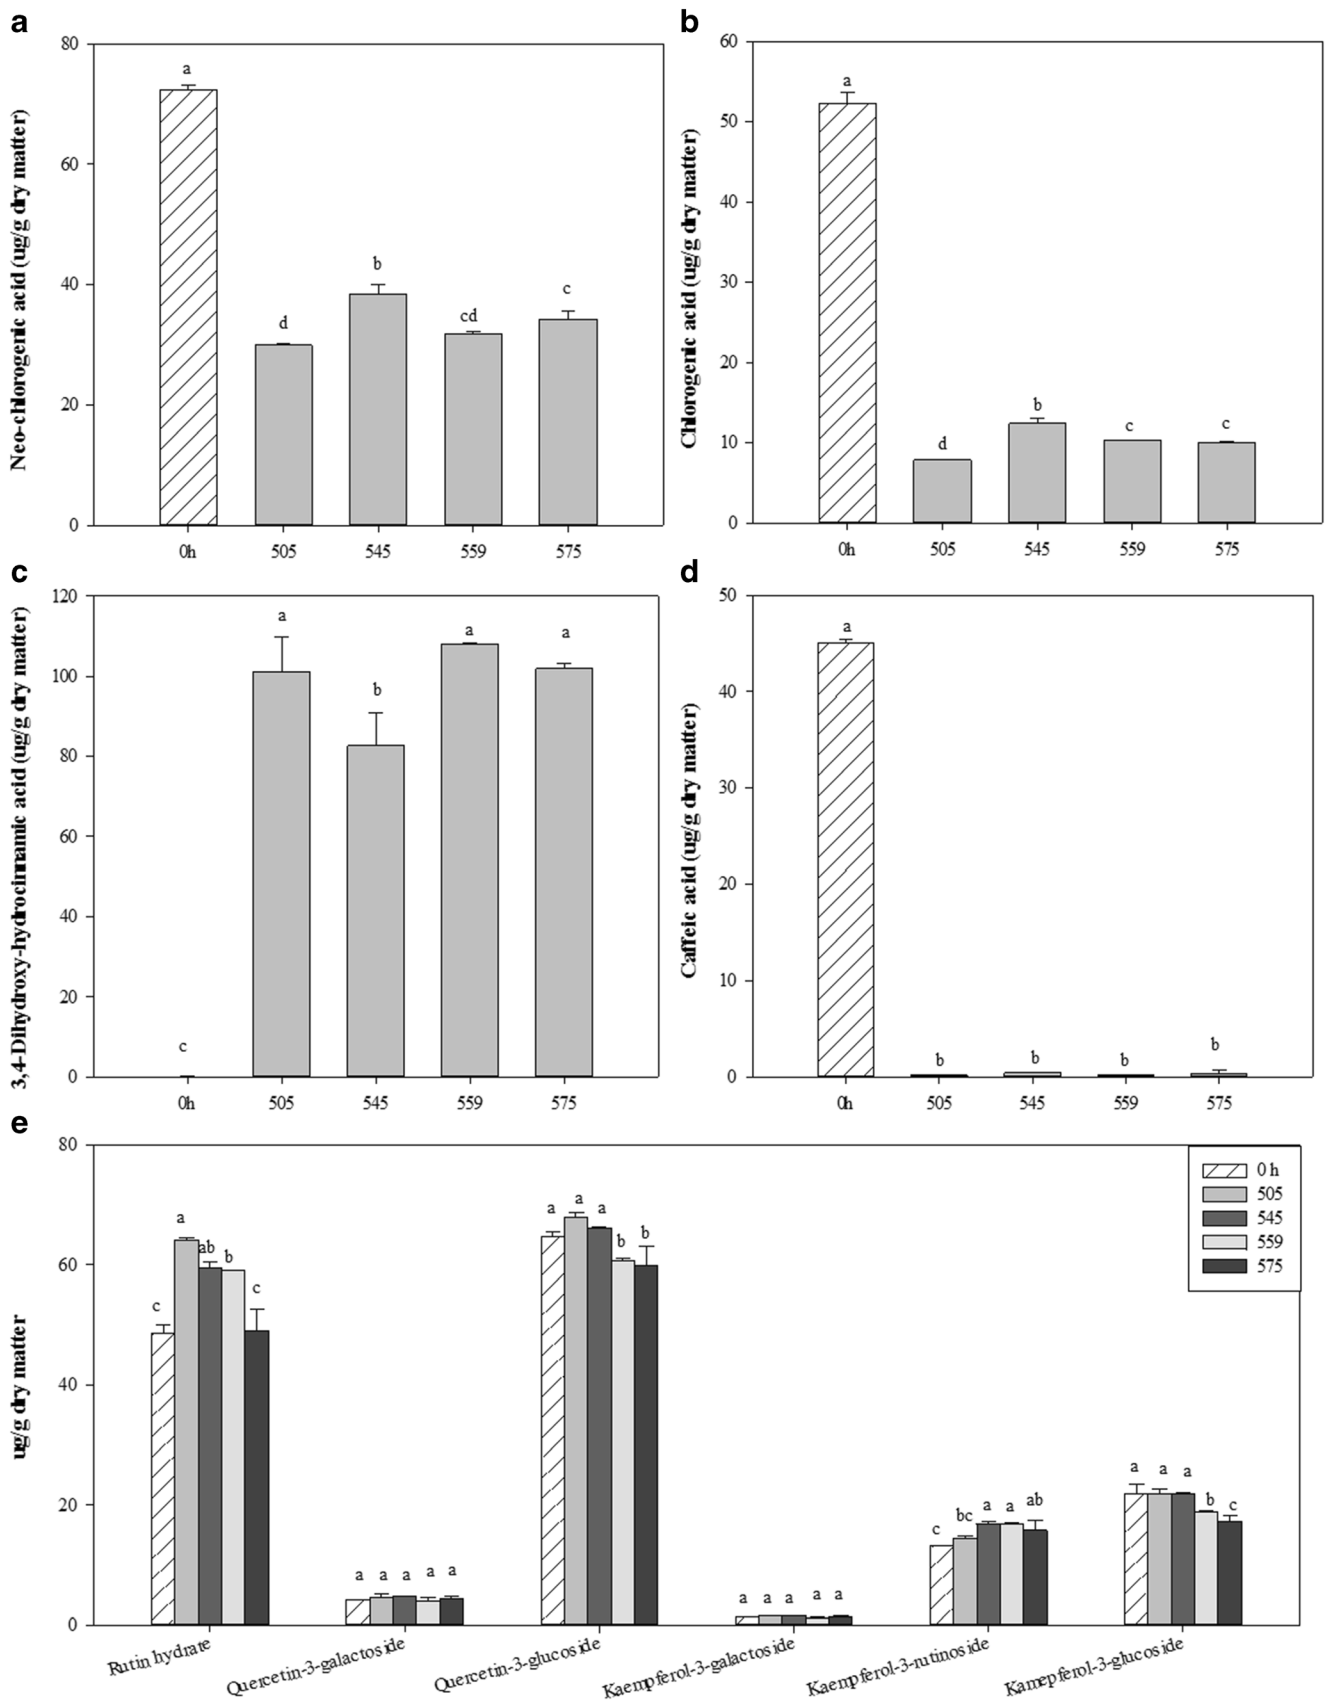 a
Neo-chlorogenic acid (ug/g dry matter)
80
60
40
20
0
a
d
b
cd
c
0h 505 545 559 575
b
Chlorogenic acid (ug/g dry matter)
60
50
40
30
20
10
0
a
d
b
c
c
0h 505 545 559 575
c
3,4-Dihydroxy-hydrocinnamic acid (ug/g dry matter)
120
100
80
60
40
20
0
c
a
b
a
a
0h 505 545 559 575
d
Caffeic acid (ug/g dry matter)
50
40
30
20
10
0
a
b
b
b
b
0h 505 545 559 575
e
ug/g dry matter
80
60
40
20
0
c a ab b c
a a a a a
a a a b b
a a a a a
c bc a a ab
a a a b c
0 h
505
545
559
575
Rutin hydrate
Quercetin-3-galactoside
Quercetin-3-glucoside
Kaempferol-3-galactoside
Kaempferol-3-rutinoside
Kamepferol-3-glucoside